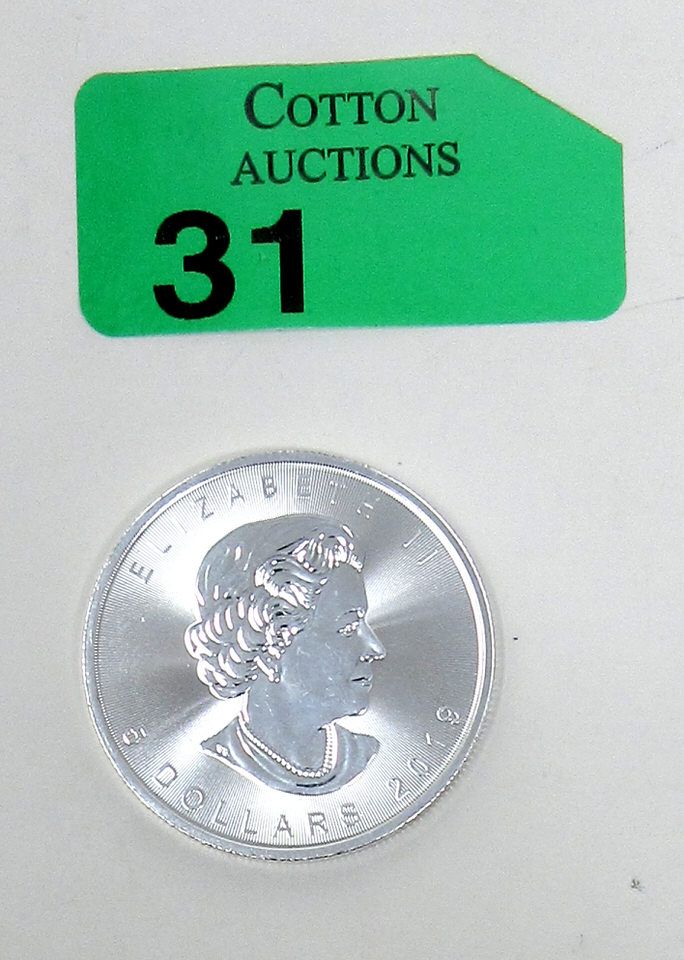 COTTON
AUCTIONS
31
ELIZABETH II
5 DOLLARS 2019